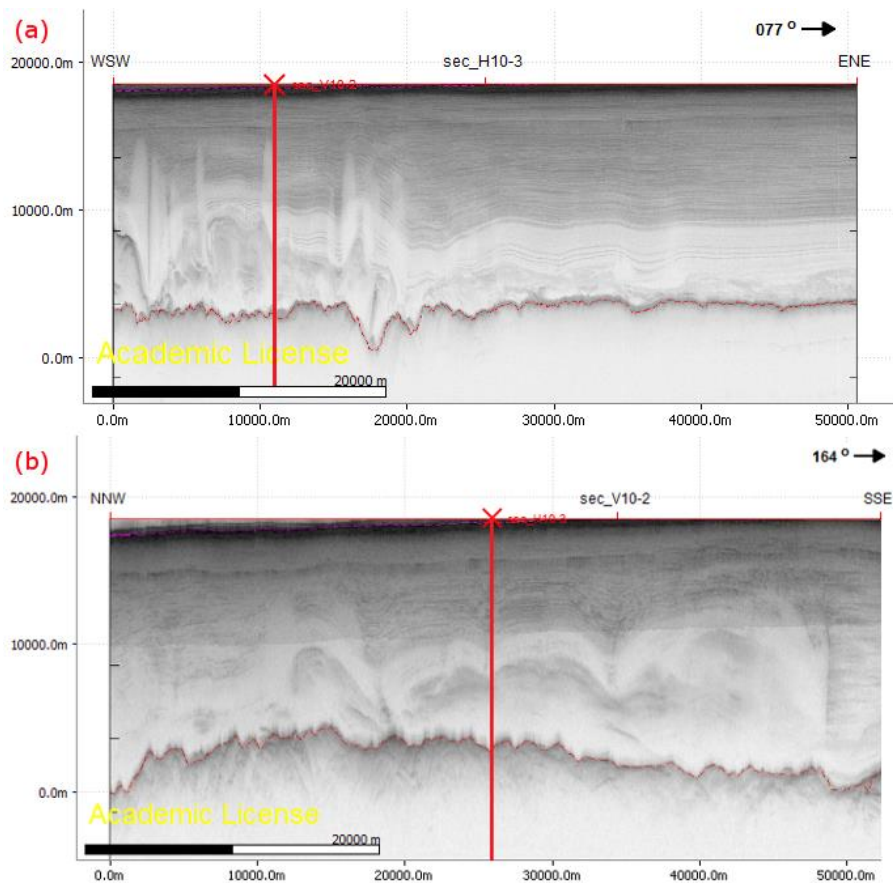 (a)
077 ° →
WSW sec_H10-3 ENE
20000.0m
sec_V10-2
10000.0m
0.0m
Academic License
20000 m
0.0m 10000.0m 20000.0m 30000.0m 40000.0m 50000.0m
(b)
164 ° →
NNW sec_V10-2 SSE
20000.0m
sec_H10-3
10000.0m
0.0m
Academic License
20000 m
0.0m 10000.0m 20000.0m 30000.0m 40000.0m 50000.0m